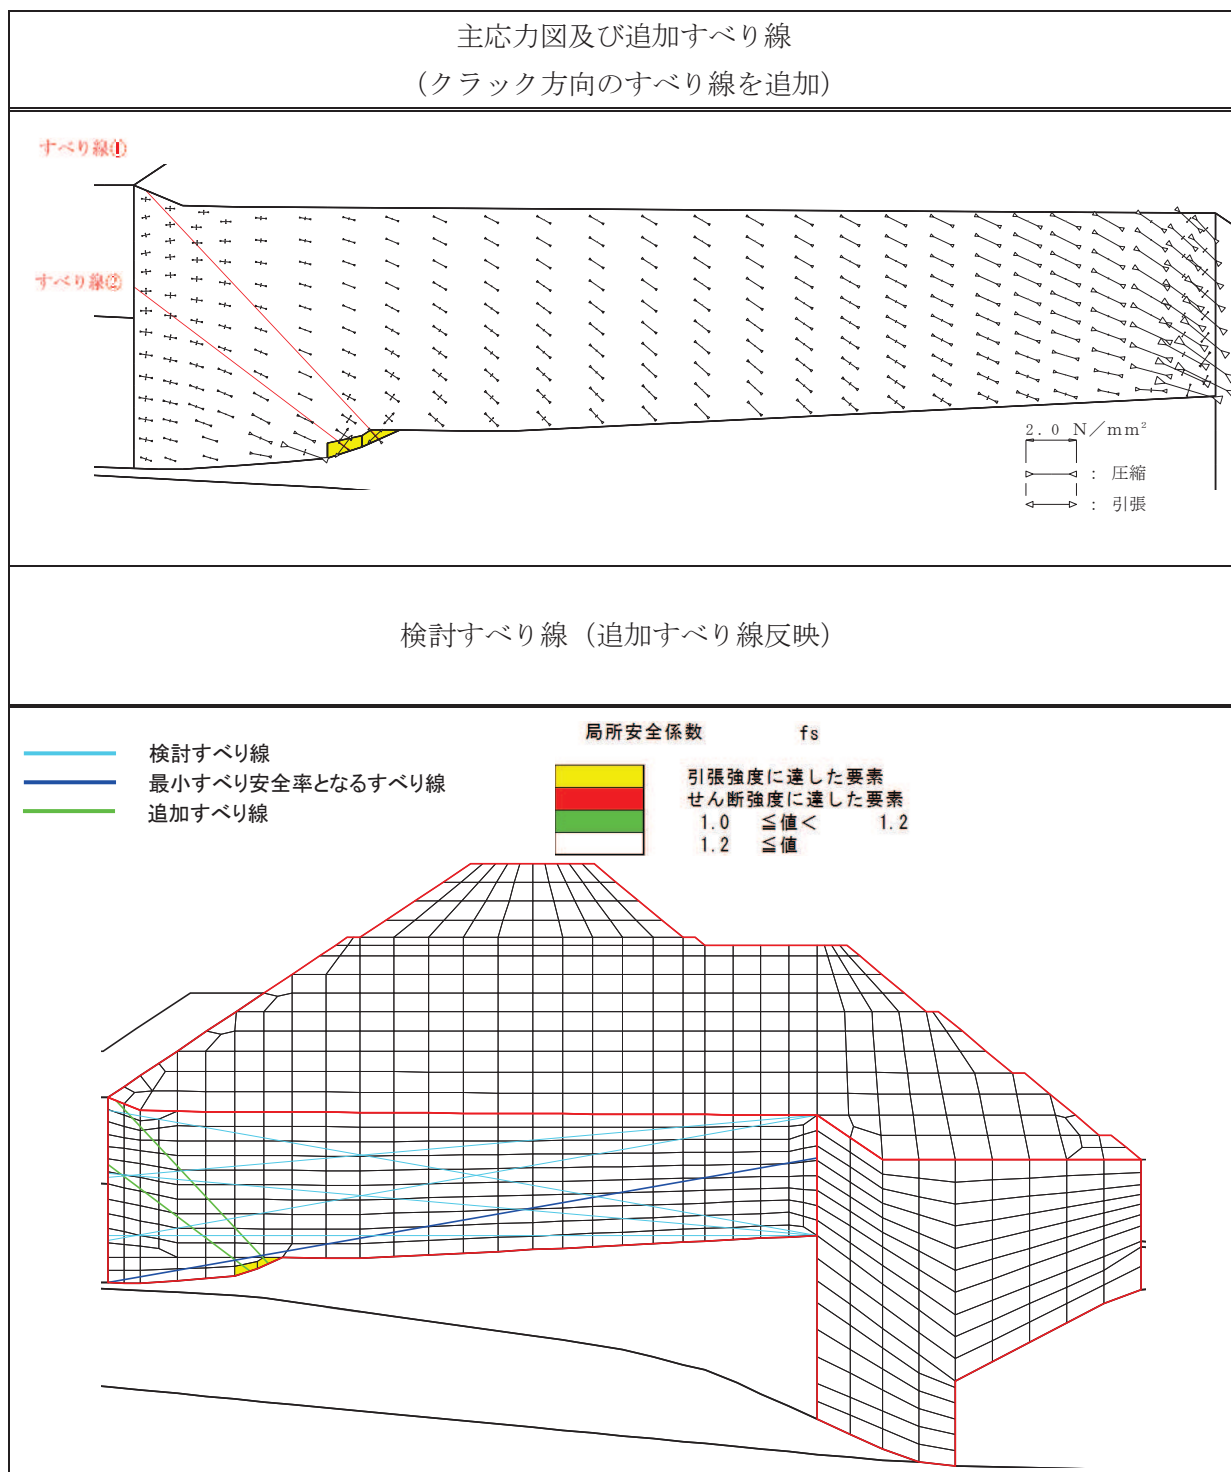 主応力図及び追加すべり線
（クラック方向のすべり線を追加）
すべり線①
すべり線②
2.0 N／mm²
： 圧縮
： 引張
検討すべり線（追加すべり線反映）
検討すべり線
最小すべり安全率となるすべり線
追加すべり線
局所安全係数 fs
引張強度に達した要素
せん断強度に達した要素
1.0 ≦値＜ 1.2
1.2 ≦値